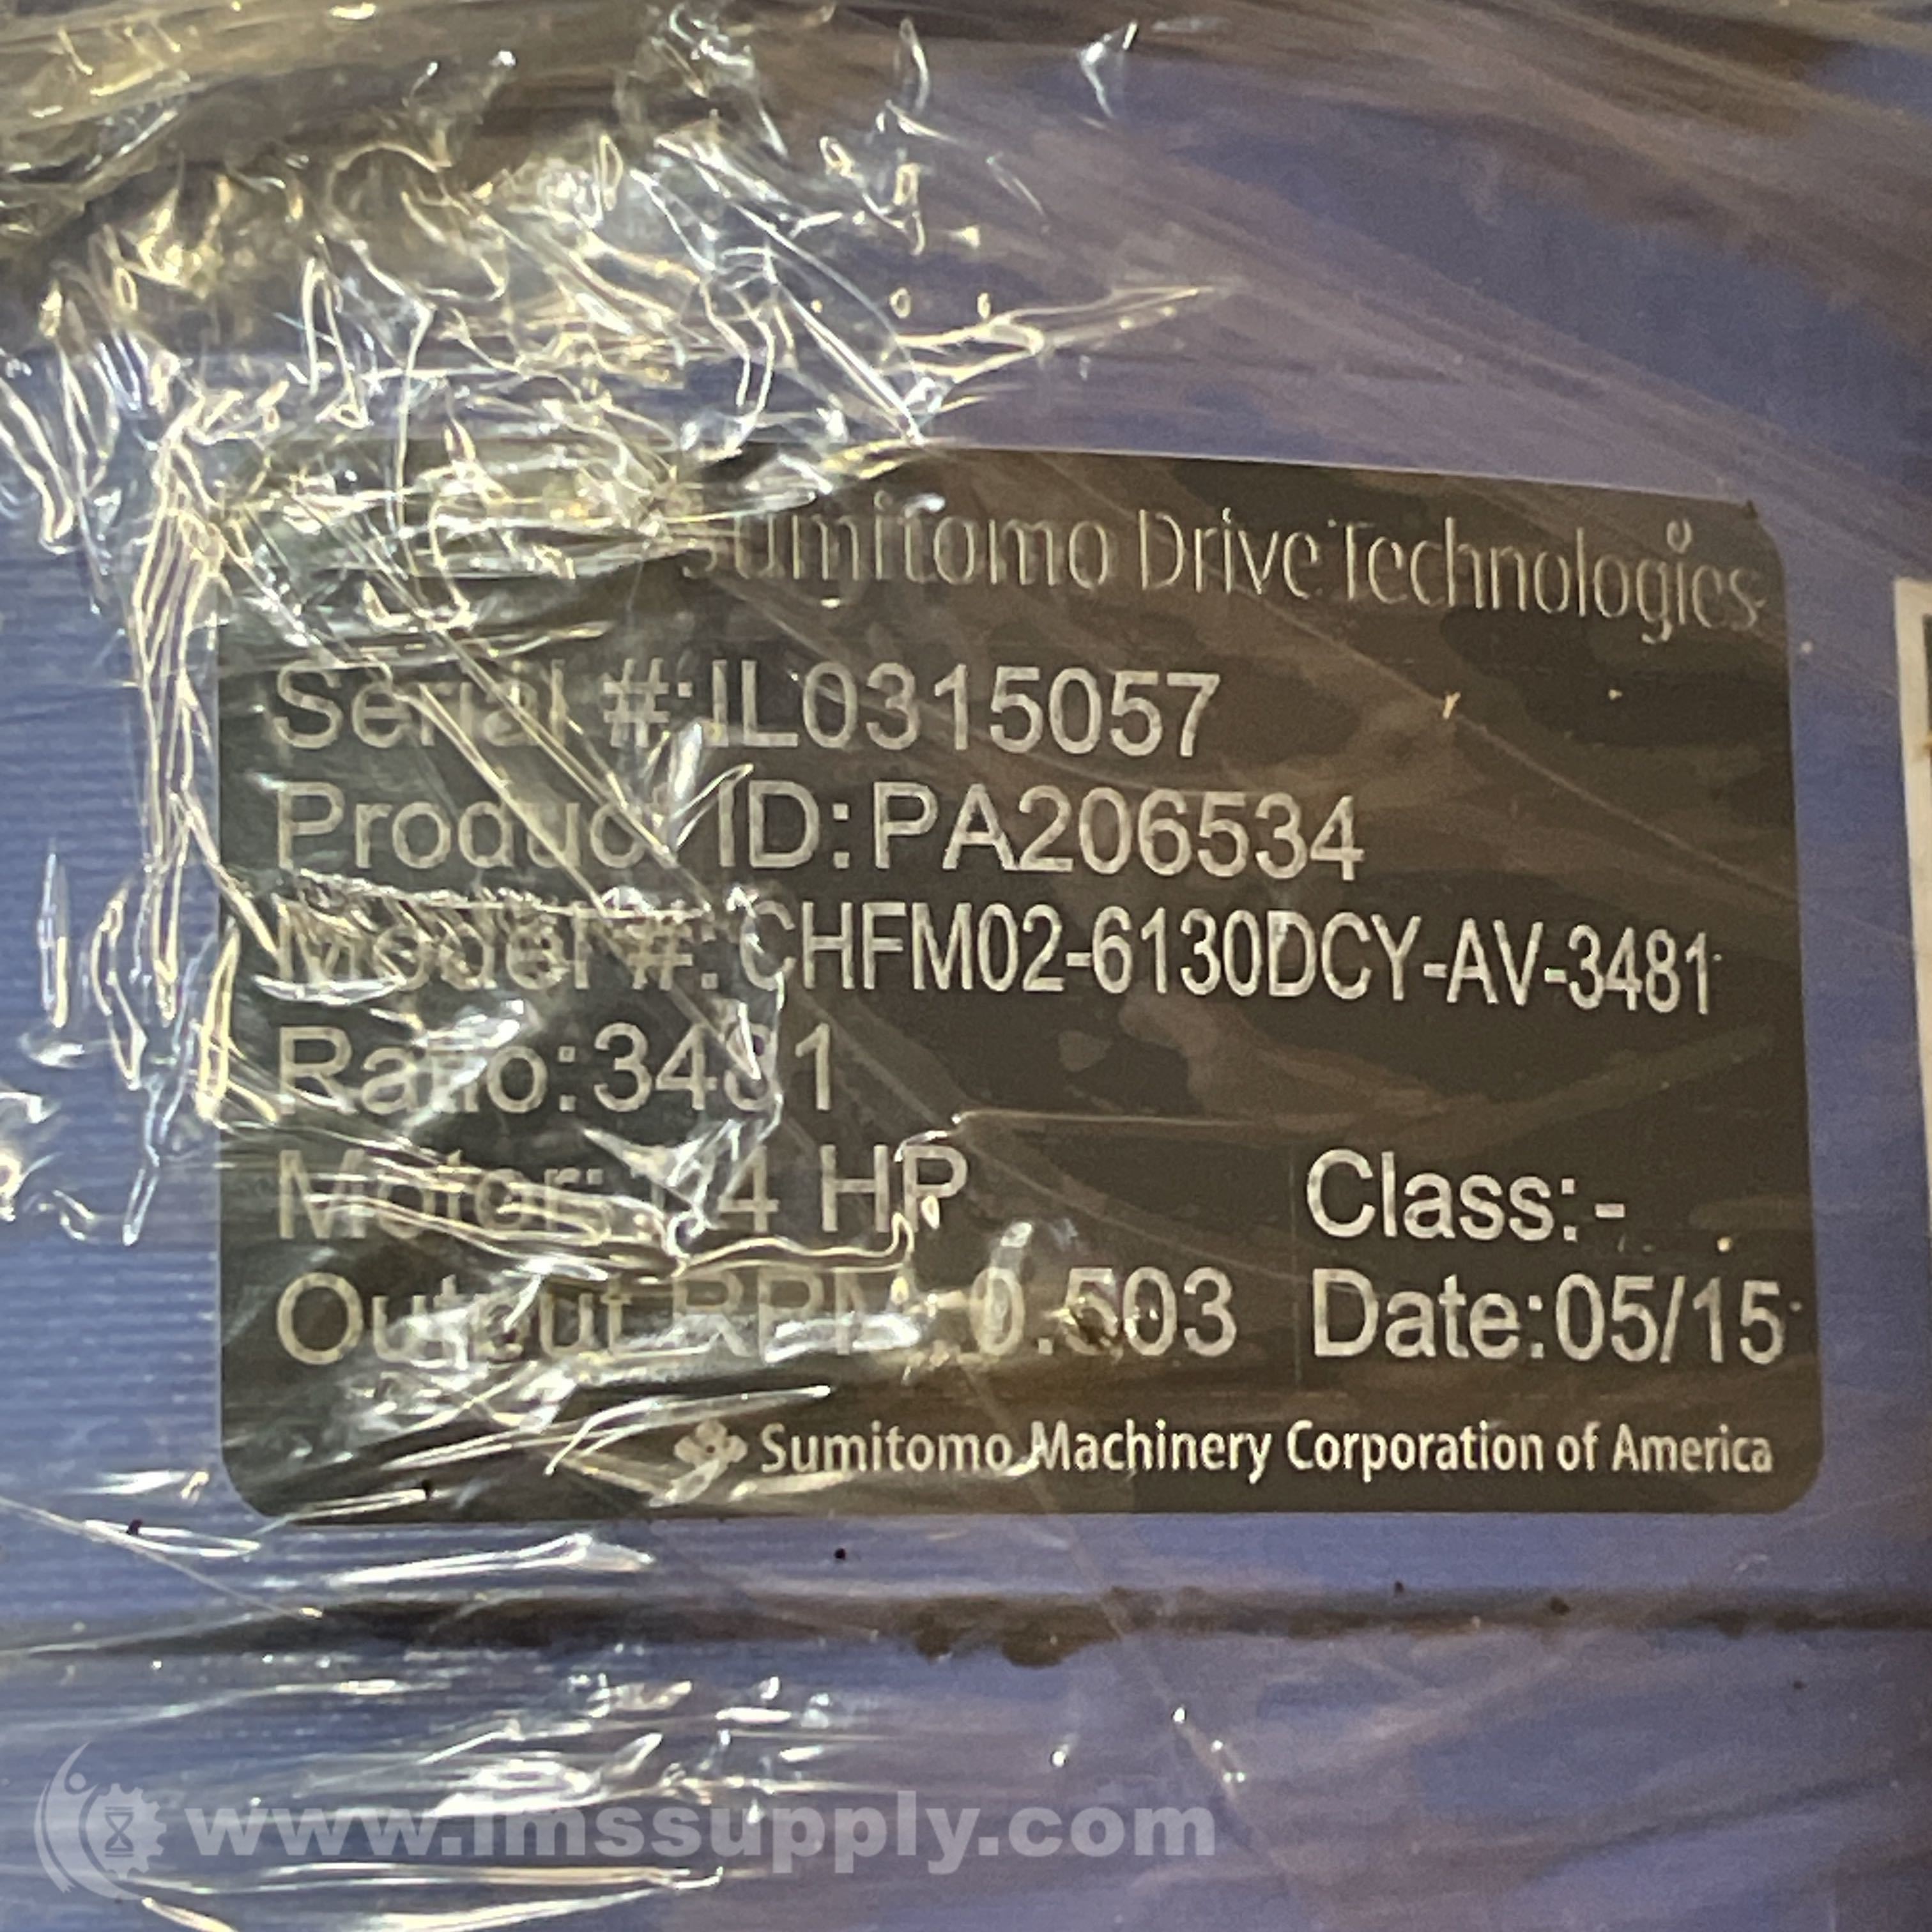 Sumitomo Drive Technologies
Serial #:IL0315057
Product ID:PA206534
Model #: CHFM02-6130DCY-AV-3481
Ratio:3481
Motor: 1/4 HP
Output RPM: 0.503
Class:-
Date:05/15
Sumitomo Machinery Corporation of America
www.imssupply.com